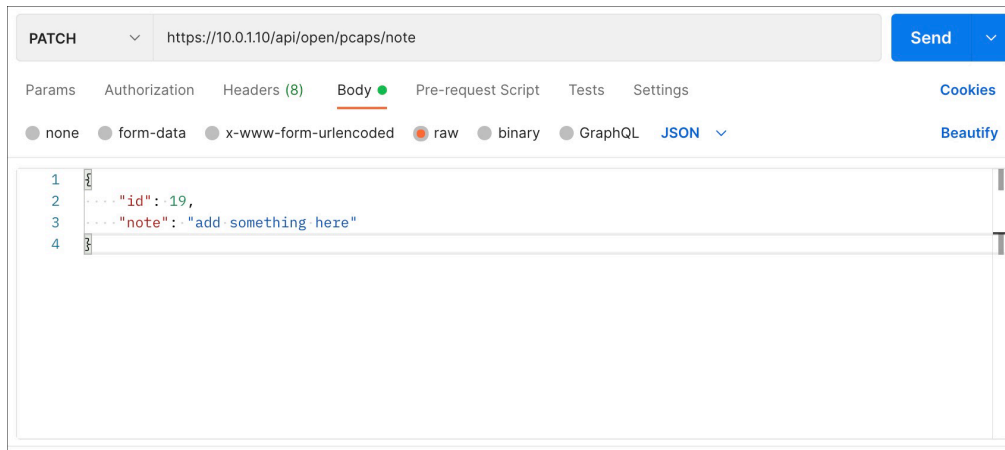 PATCH https://10.0.1.10/api/open/pcaps/note Send
Params Authorization Headers (8) Body Pre-request Script Tests Settings Cookies
none form-data x-www-form-urlencoded raw binary GraphQL JSON Beautify
1 {
2 "id": 19,
3 "note": "add something here"
4 }